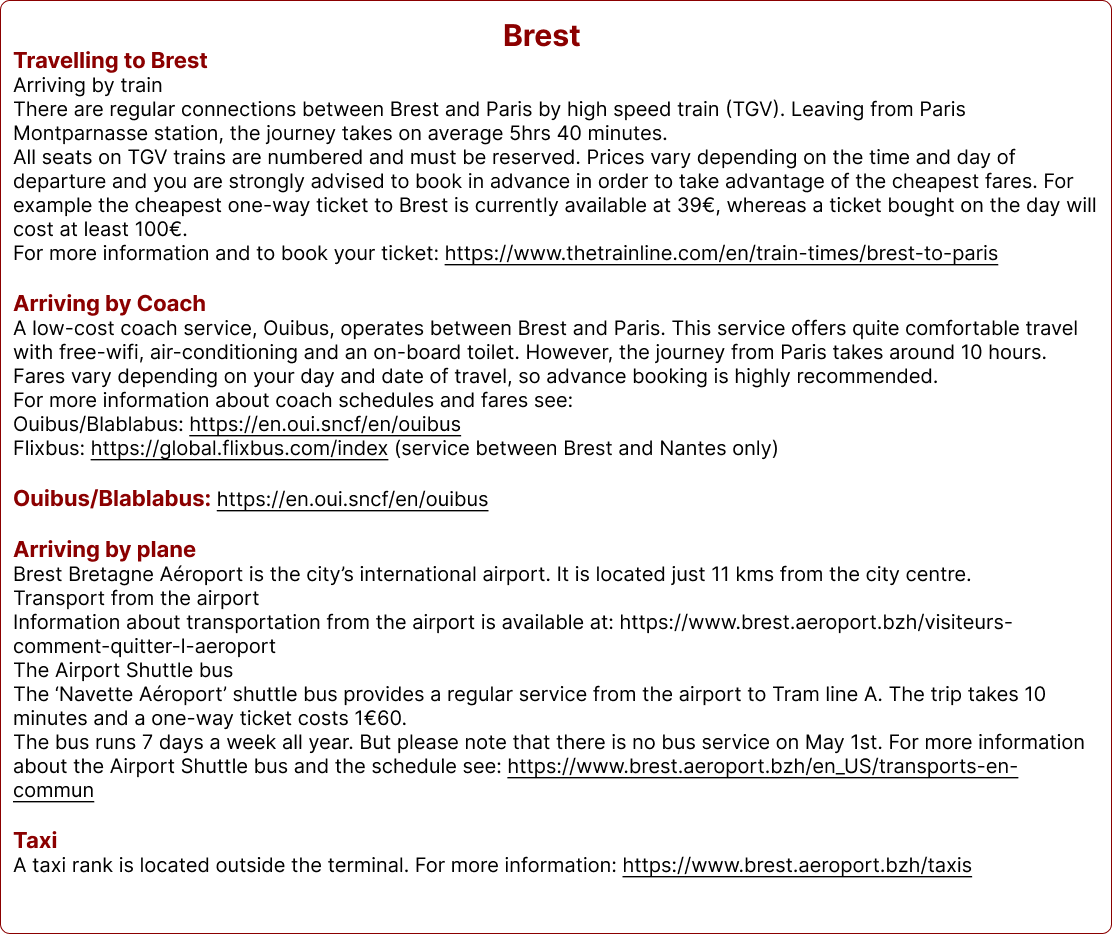 Brest
Travelling to Brest
Arriving by train
There are regular connections between Brest and Paris by high speed train (TGV). Leaving from Paris
Montparnasse station, the journey takes on average 5hrs 40 minutes.
All seats on TGV trains are numbered and must be reserved. Prices vary depending on the time and day of
departure and you are strongly advised to book in advance in order to take advantage of the cheapest fares. For
example the cheapest one-way ticket to Brest is currently available at 39€, whereas a ticket bought on the day will
cost at least 100€.
For more information and to book your ticket: https://www.thetrainline.com/en/train-times/brest-to-paris
Arriving by Coach
A low-cost coach service, Ouibus, operates between Brest and Paris. This service offers quite comfortable travel
with free-wifi, air-conditioning and an on-board toilet. However, the journey from Paris takes around 10 hours.
Fares vary depending on your day and date of travel, so advance booking is highly recommended.
For more information about coach schedules and fares see:
Ouibus/Blablabus: https://en.oui.sncf/en/ouibus
Flixbus: https://global.flixbus.com/index (service between Brest and Nantes only)
Ouibus/Blablabus: https://en.oui.sncf/en/ouibus
Arriving by plane
Brest Bretagne Aéroport is the city’s international airport. It is located just 11 kms from the city centre.
Transport from the airport
Information about transportation from the airport is available at: https://www.brest.aeroport.bzh/visiteurs-
comment-quitter-l-aeroport
The Airport Shuttle bus
The ‘Navette Aéroport’ shuttle bus provides a regular service from the airport to Tram line A. The trip takes 10
minutes and a one-way ticket costs 1€60.
The bus runs 7 days a week all year. But please note that there is no bus service on May 1st. For more information
about the Airport Shuttle bus and the schedule see: https://www.brest.aeroport.bzh/en_US/transports-en-
commun
Taxi
A taxi rank is located outside the terminal. For more information: https://www.brest.aeroport.bzh/taxis